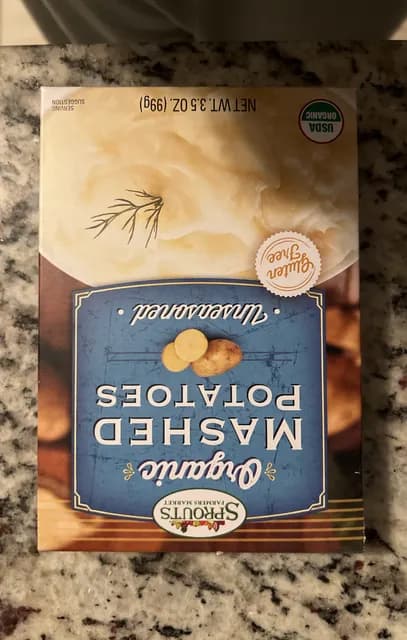 SPROUTS
FARMERS MARKET
Organic
MASHED
POTATOES
• Unseasoned •
Gluten
Free
USDA
ORGANIC
NET WT. 3.5 OZ. (99g)
SERVING
SUGGESTION